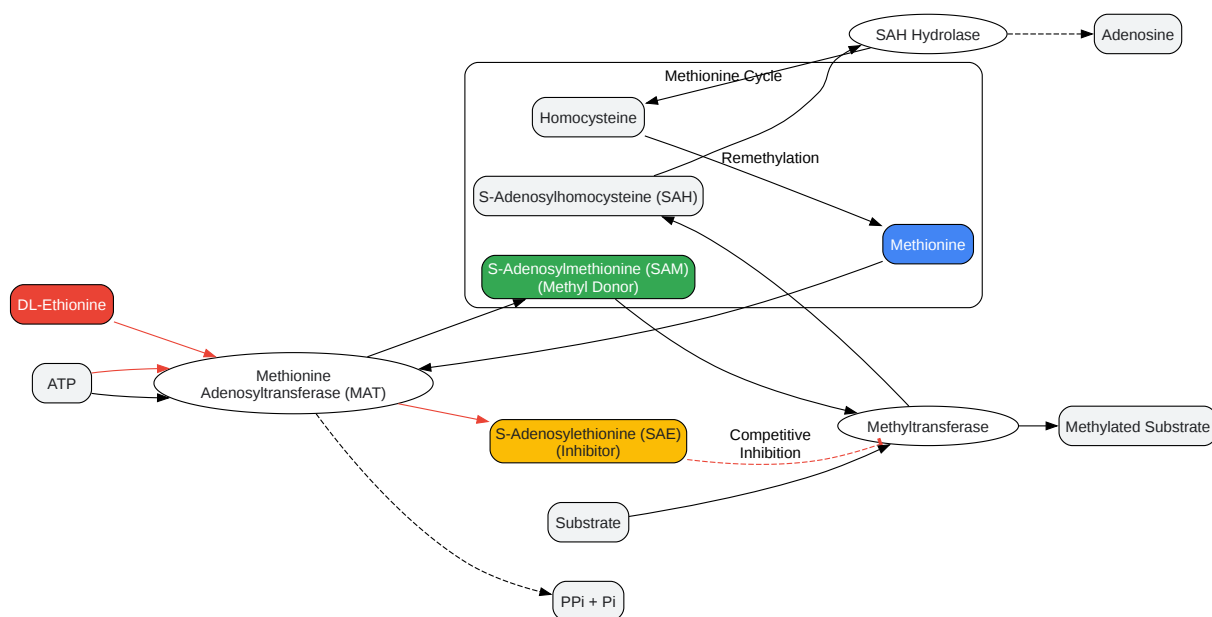 SAH Hydrolase
Adenosine
Methionine Cycle
Homocysteine
Remethylation
S-Adenosylhomocysteine (SAH)
Methionine
S-Adenosylmethionine (SAM)
(Methyl Donor)
DL-Ethionine
ATP
Methionine
Adenosyltransferase (MAT)
S-Adenosylethionine (SAE)
(Inhibitor)
Competitive
Inhibition
Methyltransferase
Methylated Substrate
Substrate
PPi + Pi